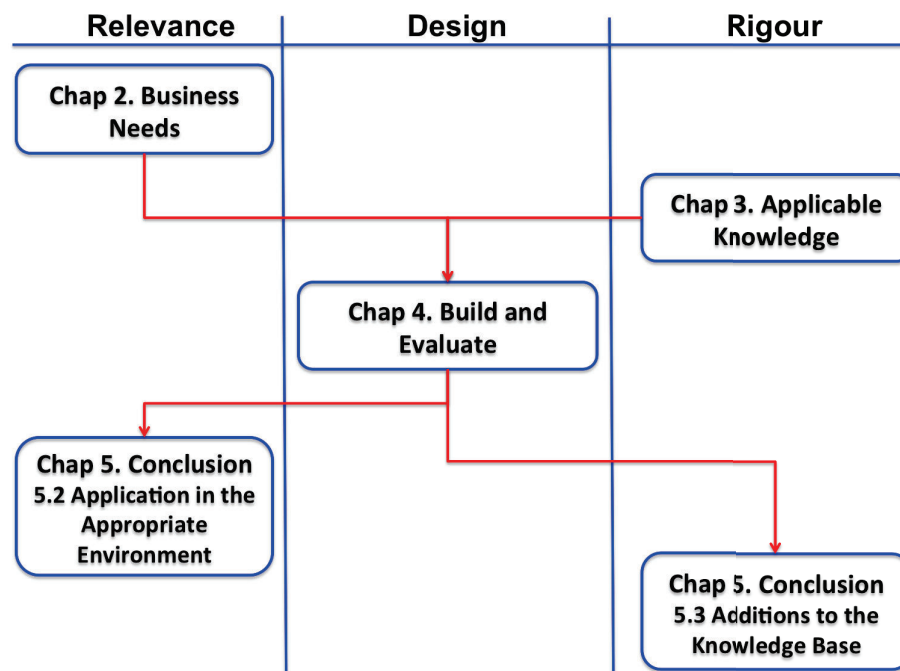 Relevance Design Rigour
Chap 2. Business
Needs
Chap 3. Applicable
Knowledge
Chap 4. Build and
Evaluate
Chap 5. Conclusion
5.2 Application in the
Appropriate
Environment
Chap 5. Conclusion
5.3 Additions to the
Knowledge Base